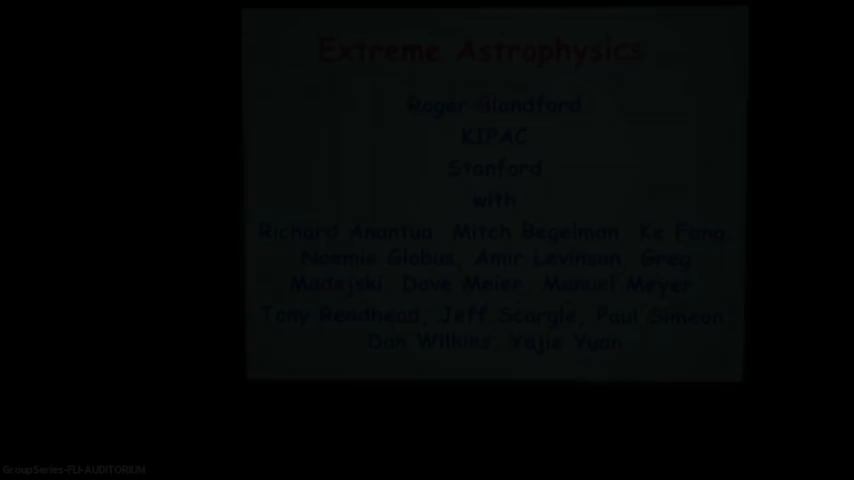 Extreme Astrophysics
Roger Blandford
KIPAC
Stanford
with
Richard Anantua, Mitch Begelman, Ke Fang,
Noemie Globus, Amir Levinson, Greg
Madejski, Dave Meier, Manuel Meyer
Tony Readhead, Jeff Scargle, Paul Simeon
Dan Wilkins, Yajie Yuan
GroupSeries-FLI-AUDITORIUM